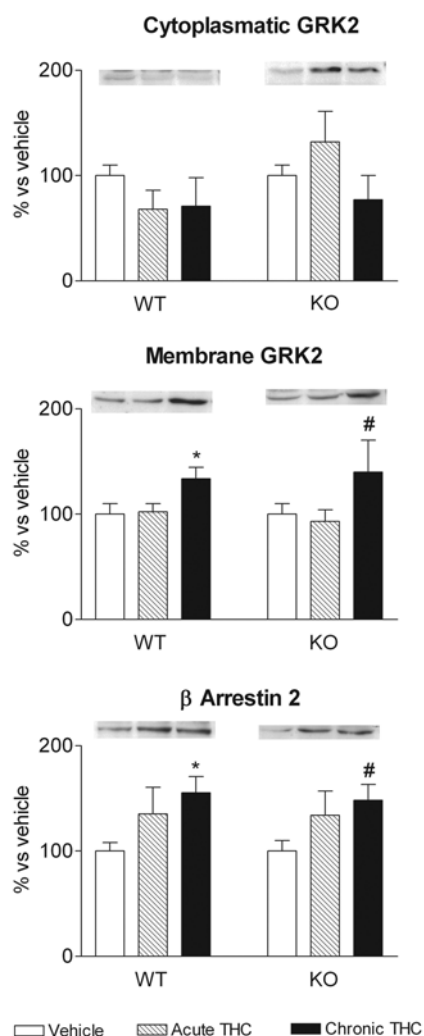 Cytoplasmatic GRK2
200
100
0
% vs vehicle
WT KO
Membrane GRK2
200
100
0
% vs vehicle
* #
WT KO
β Arrestin 2
200
100
0
% vs vehicle
* #
WT KO
Vehicle Acute THC Chronic THC